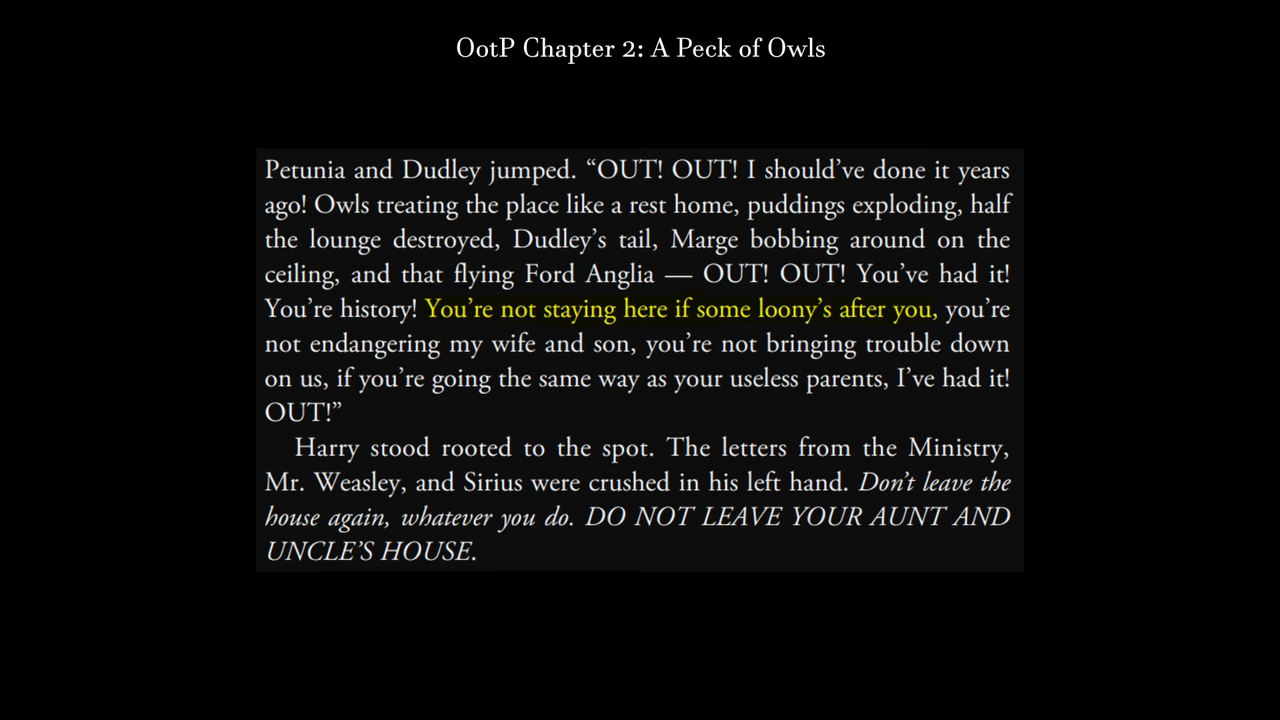 OotP Chapter 2: A Peck of Owls
Petunia and Dudley jumped. “OUT! OUT! I should’ve done it years
ago! Owls treating the place like a rest home, puddings exploding, half
the lounge destroyed, Dudley’s tail, Marge bobbing around on the
ceiling, and that flying Ford Anglia — OUT! OUT! You’ve had it!
You’re history! You’re not staying here if some loony’s after you, you’re
not endangering my wife and son, you’re not bringing trouble down
on us, if you’re going the same way as your useless parents, I’ve had it!
OUT!”
Harry stood rooted to the spot. The letters from the Ministry,
Mr. Weasley, and Sirius were crushed in his left hand. Don’t leave the
house again, whatever you do. DO NOT LEAVE YOUR AUNT AND
UNCLE’S HOUSE.